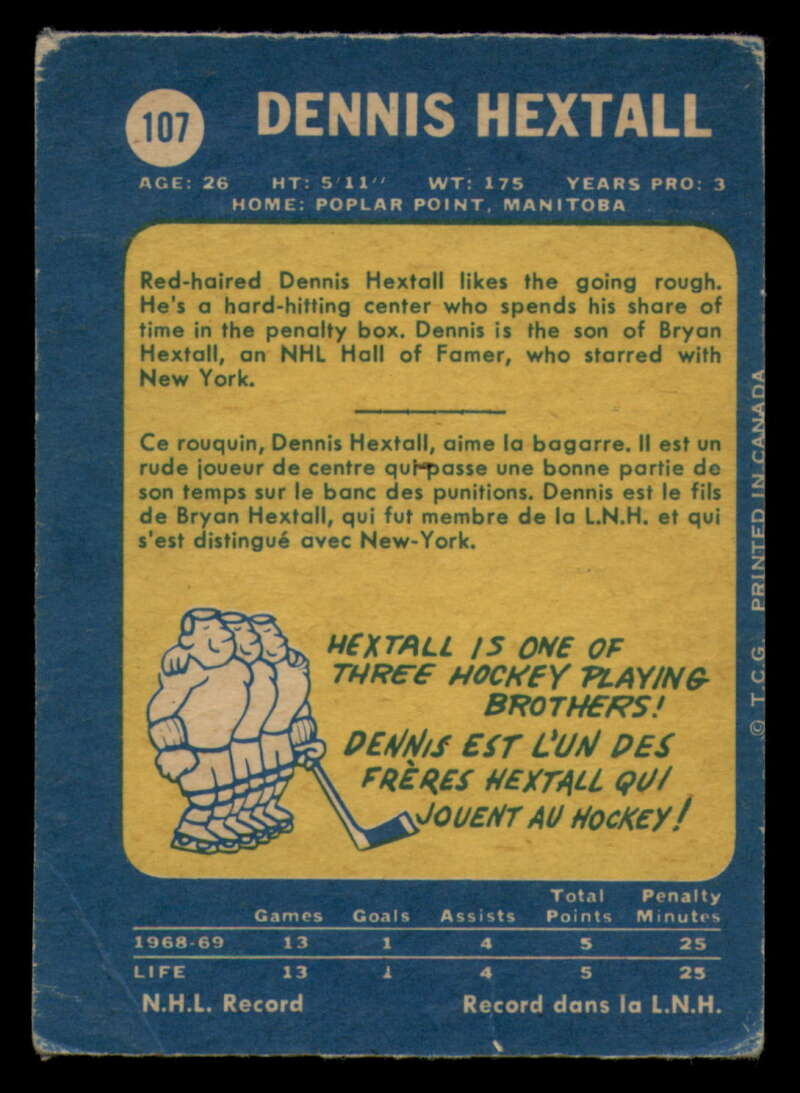 107
DENNIS HEXTALL
AGE: 26 HT: 5'11" WT: 175 YEARS PRO: 3
HOME: POPLAR POINT, MANITOBA
Red-haired Dennis Hextall likes the going rough.
He's a hard-hitting center who spends his share of
time in the penalty box. Dennis is the son of Bryan
Hextall, an NHL Hall of Famer, who starred with
New York.
Ce rouquin, Dennis Hextall, aime la bagarre. Il est un
rude joueur de centre qui passe une bonne partie de
son temps sur le banc des punitions. Dennis est le fils
de Bryan Hextall, qui fut membre de la L.N.H. et qui
s'est distingué avec New-York.
HEXTALL IS ONE OF
THREE HOCKEY PLAYING
BROTHERS!
DENNIS EST L'UN DES
FRÈRES HEXTALL QUI
JOUENT AU HOCKEY!
© T.C.G. PRINTED IN CANADA
Games Goals Assists Total Points Penalty Minutes
1968-69 13 1 4 5 25
LIFE 13 1 4 5 25
N.H.L. Record Record dans la L.N.H.